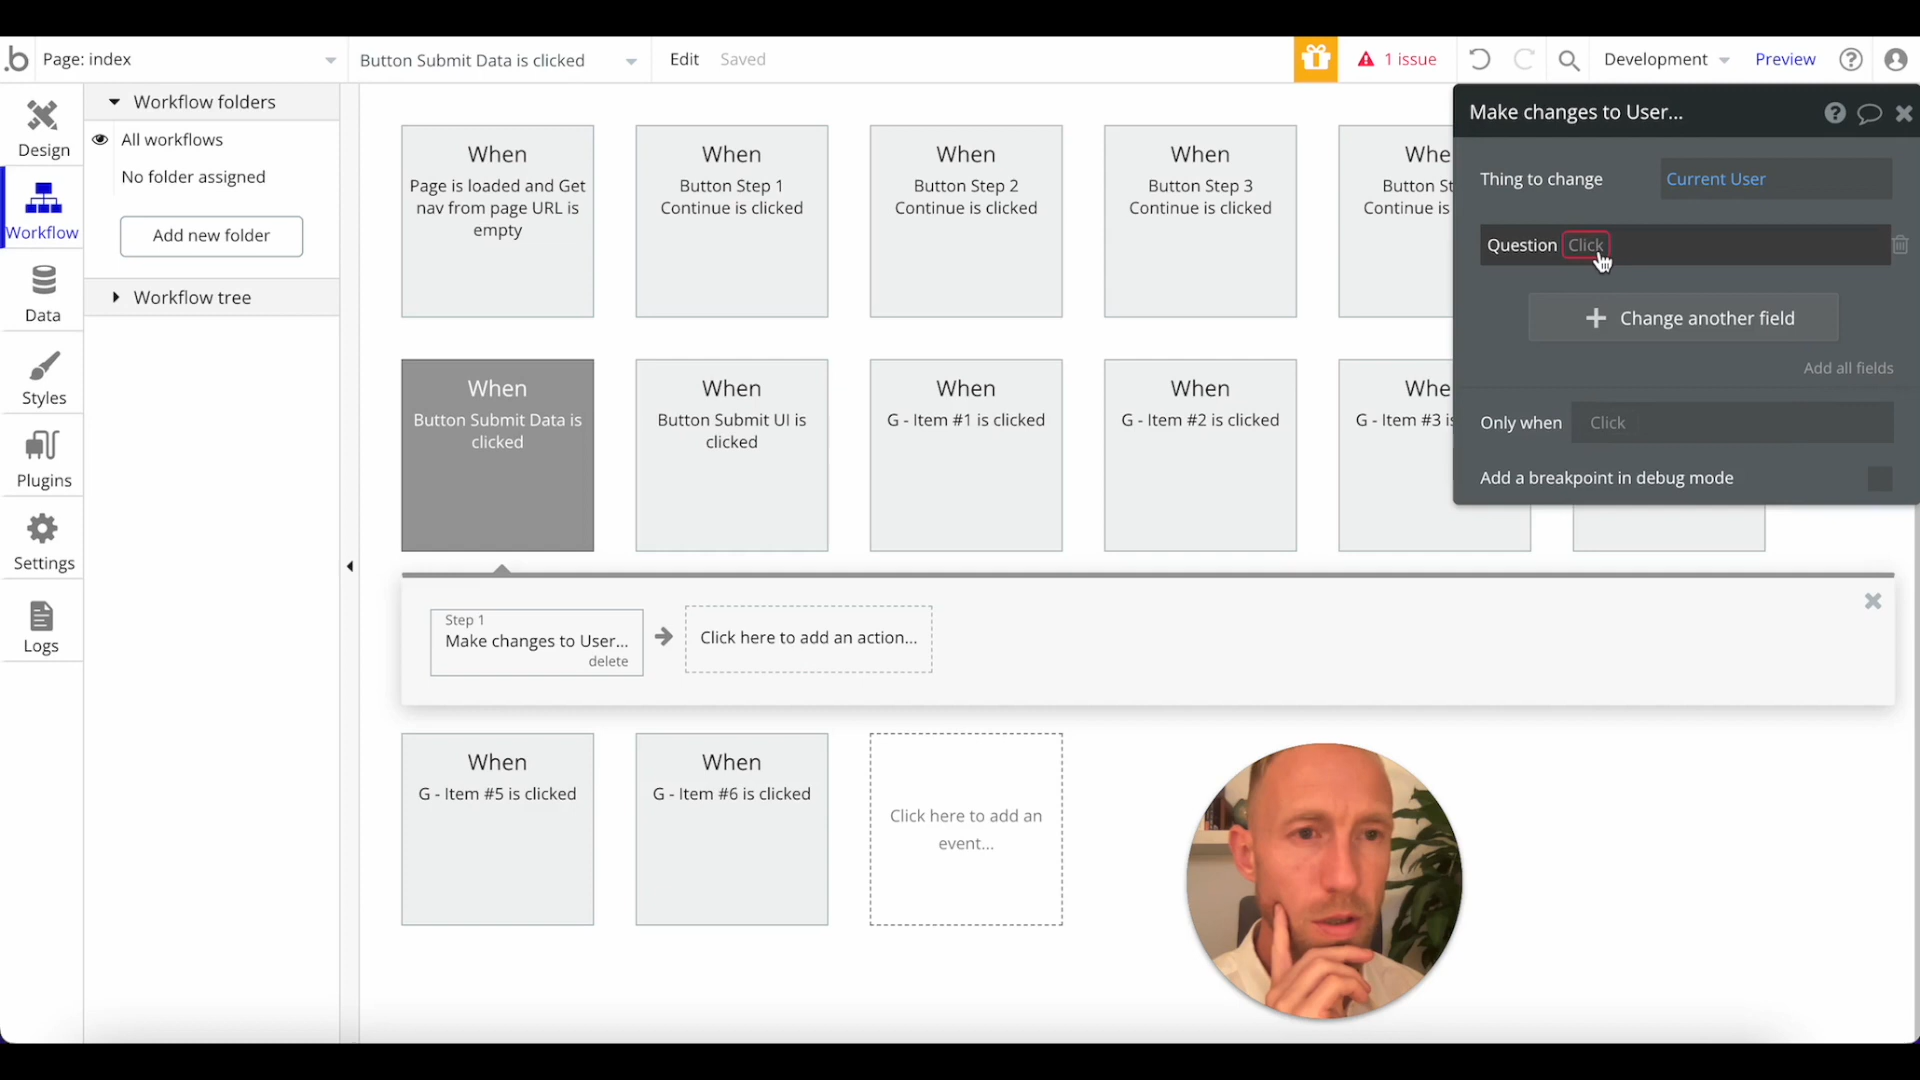 b Page: index
Button Submit Data is clicked
Edit
Saved
1 issue
Development
Preview
Design
Workflow
Data
Styles
Plugins
Settings
Logs
Workflow folders
All workflows
No folder assigned
Add new folder
Workflow tree
When
Page is loaded and Get
nav from page URL is
empty
When
Button Step 1
Continue is clicked
When
Button Step 2
Continue is clicked
When
Button Step 3
Continue is clicked
Whe
Button St
Continue is
When
Button Submit Data is
clicked
When
Button Submit UI is
clicked
When
G - Item #1 is clicked
When
G - Item #2 is clicked
Whe
G - Item #3 is
Step 1
Make changes to User...
delete
Click here to add an action...
When
G - Item #5 is clicked
When
G - Item #6 is clicked
Click here to add an
event...
Make changes to User...
Thing to change
Current User
Question Click
Change another field
Add all fields
Only when
Click
Add a breakpoint in debug mode